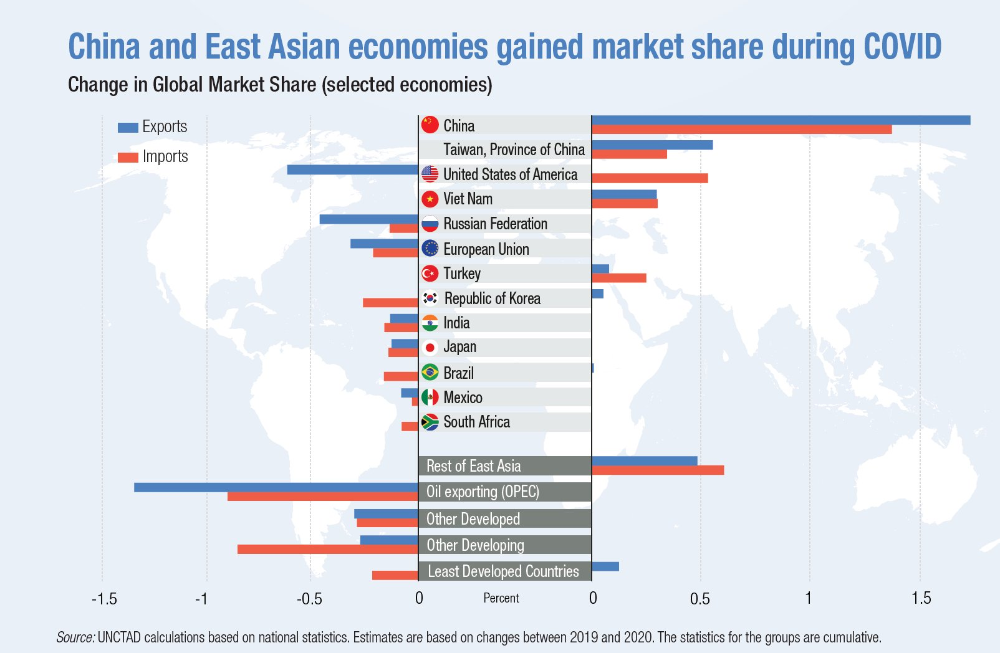 China and East Asian economies gained market share during COVID
Change in Global Market Share (selected economies)
Exports
Imports
China
Taiwan, Province of China
United States of America
Viet Nam
Russian Federation
European Union
Turkey
Republic of Korea
India
Japan
Brazil
Mexico
South Africa
Rest of East Asia
Oil exporting (OPEC)
Other Developed
Other Developing
Least Developed Countries
-1.5 -1 -0.5 0 Percent 0 0.5 1 1.5
Source: UNCTAD calculations based on national statistics. Estimates are based on changes between 2019 and 2020. The statistics for the groups are cumulative.